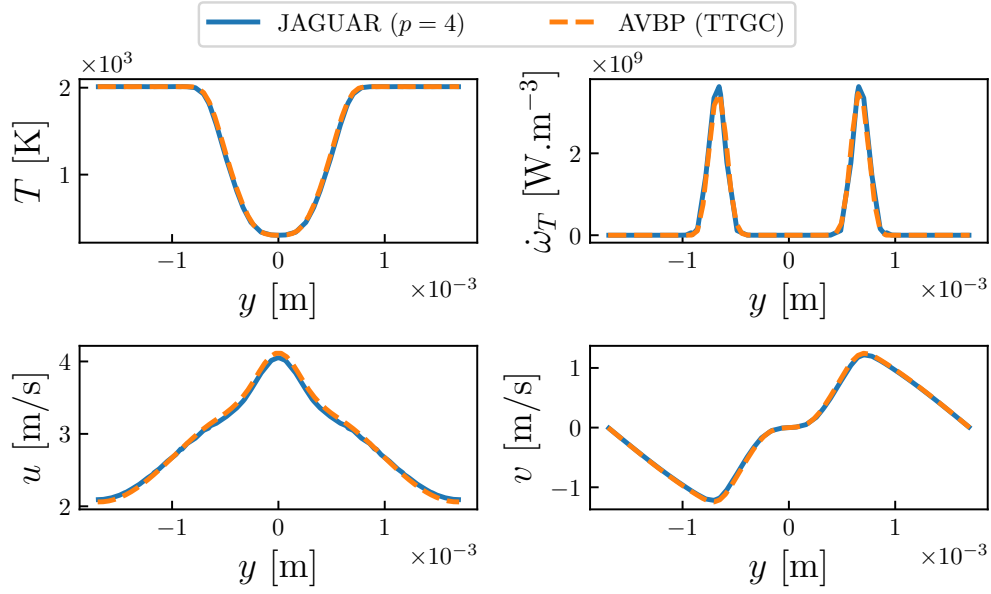 JAGUAR (p = 4) AVBP (TTGC)
×10⁻³
×10³
2
1
T [K]
−1 0 1
y [m]
×10⁻³
×10⁹
2
0
ω̇_T [W.m⁻³]
−1 0 1
y [m]
×10⁻³
4
3
2
u [m/s]
−1 0 1
y [m]
×10⁻³
1
0
−1
v [m/s]
−1 0 1
y [m]
×10⁻³